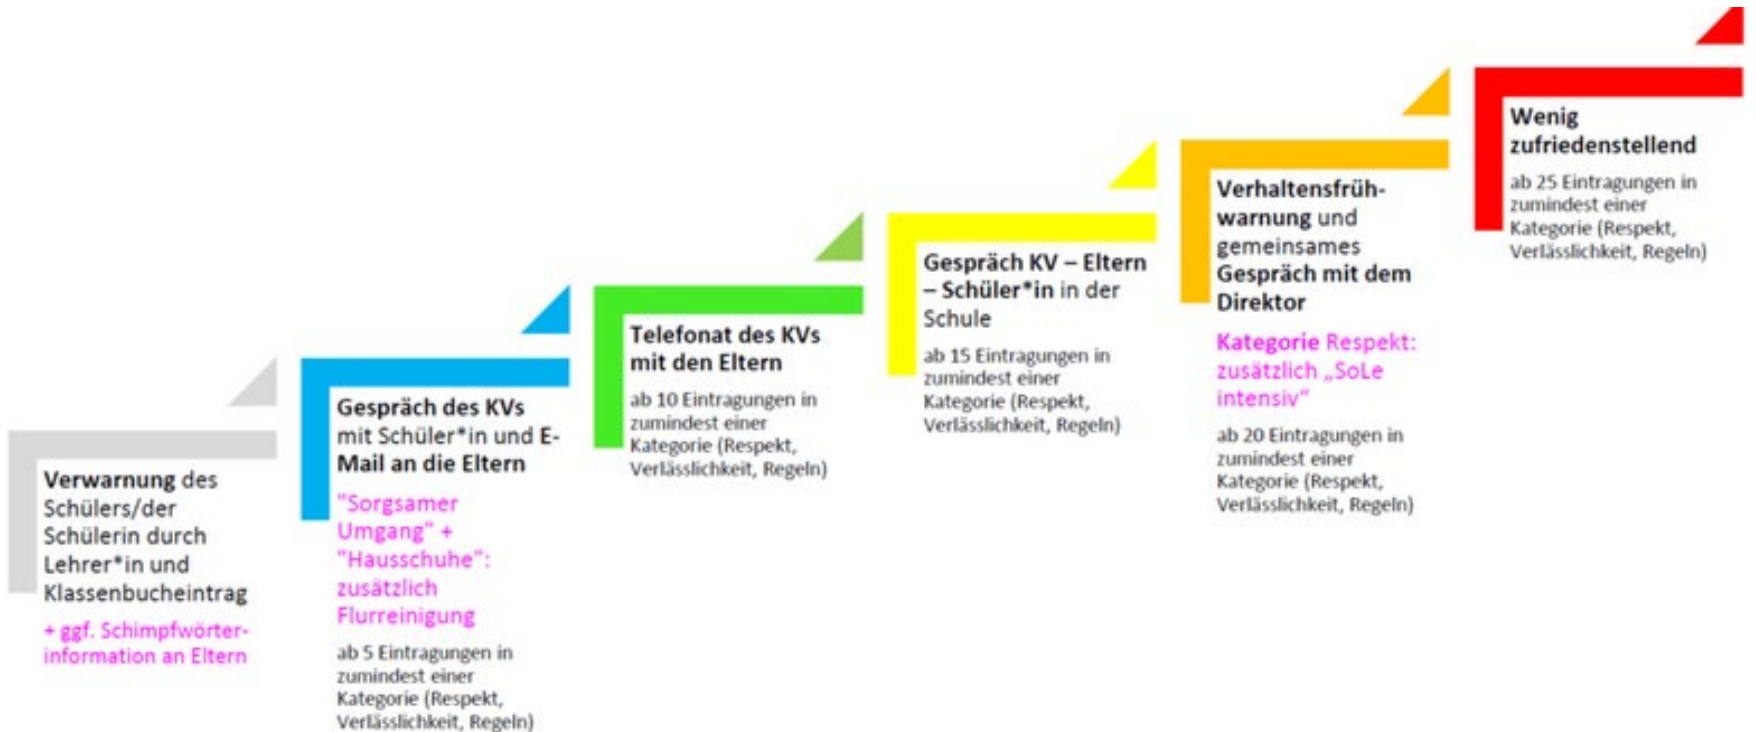 Verwarnung des
Schülers/der
Schülerin durch
Lehrer*in und
Klassenbucheintrag
+ ggf. Schimpfwörter-
information an Eltern
Gespräch des KVs
mit Schüler*in und E-
Mail an die Eltern
"Sorgsamer
Umgang" +
"Hausschuhe":
zusätzlich
Flurreinigung
ab 5 Eintragungen in
zumindest einer
Kategorie (Respekt,
Verlässlichkeit, Regeln)
Telefonat des KVs
mit den Eltern
ab 10 Eintragungen in
zumindest einer
Kategorie (Respekt,
Verlässlichkeit, Regeln)
Gespräch KV – Eltern
– Schüler*in in der
Schule
ab 15 Eintragungen in
zumindest einer
Kategorie (Respekt,
Verlässlichkeit, Regeln)
Verhaltensfrüh-
warnung und
gemeinsames
Gespräch mit dem
Direktor
Kategorie Respekt:
zusätzlich „SoLe
intensiv“
ab 20 Eintragungen in
zumindest einer
Kategorie (Respekt,
Verlässlichkeit, Regeln)
Wenig
zufriedenstellend
ab 25 Eintragungen in
zumindest einer
Kategorie (Respekt,
Verlässlichkeit, Regeln)